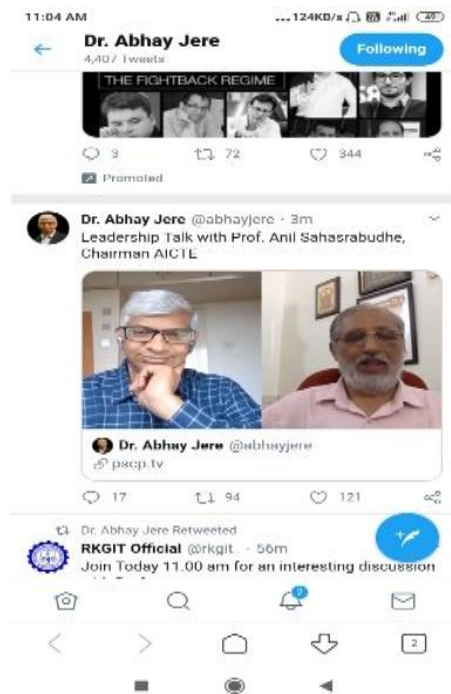 11:04 AM
124KB/s
49
Dr. Abhay Jere
4,407 Tweets
Following
THE FIGHTBACK REGIME
3 72 344
Promoted
Dr. Abhay Jere @abhayjere · 3m
Leadership Talk with Prof. Anil Sahasrabudhe,
Chairman AICTE
Dr. Abhay Jere @abhayjere
pscp.tv
17 94 121
Dr. Abhay Jere Retweeted
RKGIT Official @rkgit.. · 56m
Join Today 11.00 am for an interesting discussion
2
2